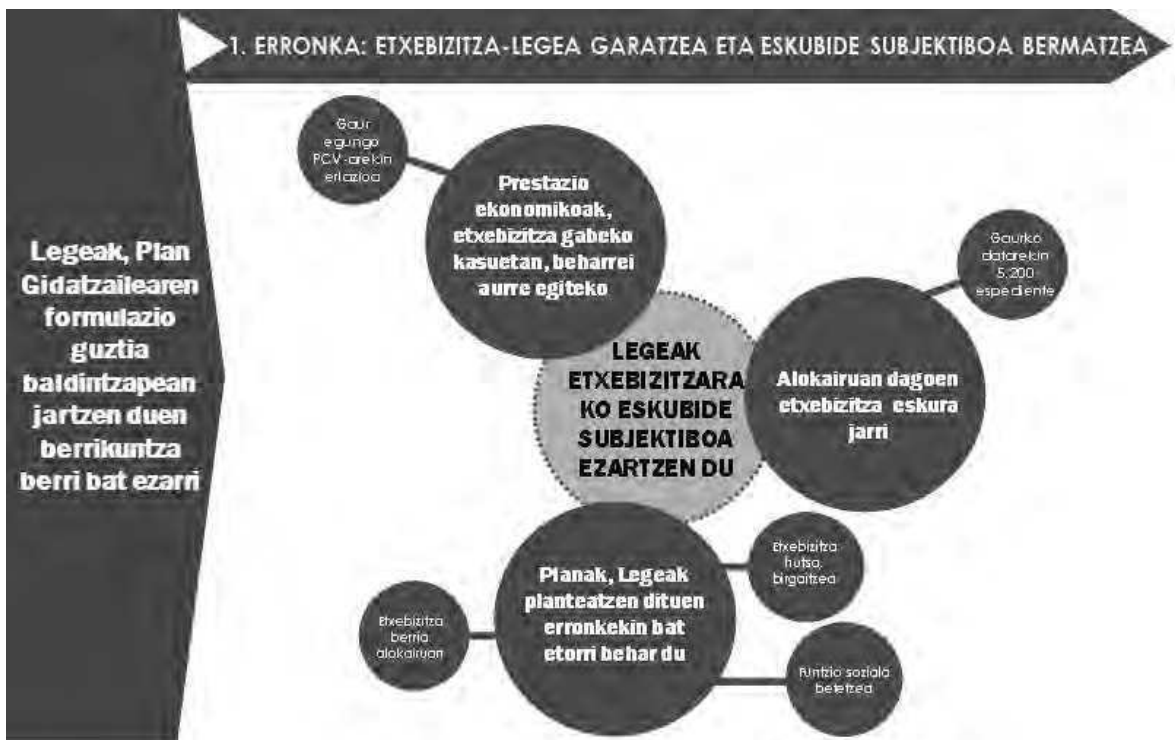 1. ERRONKA: ETXEBIZITZA-LEGEA GARATZEA ETA ESKUBIDE SUBJEKTIBOA BERMATZEA
Legeak, Plan
Gidatzailearen
formulazio
guztia
baldintzapean
jartzen duen
berrikuntza
berri bat ezarri
Gaur
egungo
PCV-arekin
erlazioa
Prestazio
ekonomikoak,
etxebizitza gabeko
kasuetan, beharrei
aurre egiteko
Gaurko
datarekin
5.200
espediente
Alokairuan dagoen
etxebizitza eskura
jarri
LEGEAK
ETXEBIZITZARA
KO ESKUBIDE
SUBJEKTIBOA
EZARTZEN DU
Planak, Legeak
planteatzen dituen
erronkekin bat
etorri behar du
Etxebizitza
hutsa,
birgaitzea
Etxebizitza
berria
alokairuan
Funtzio soziala
betetzea